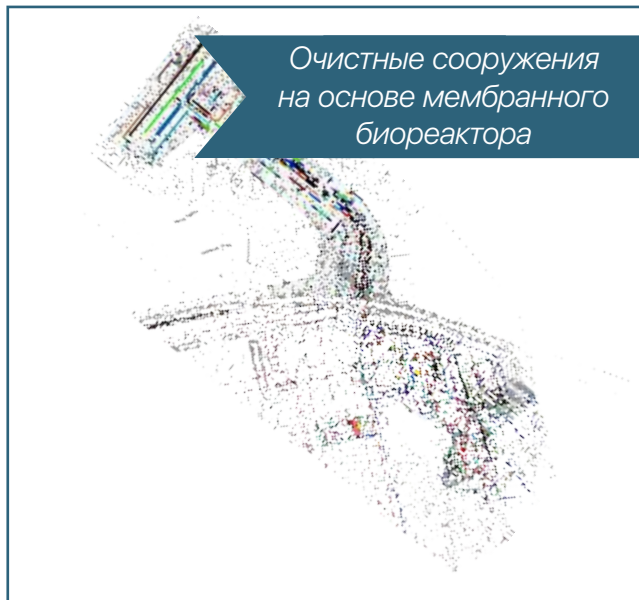 Очистные сооружения
на основе мембранного
биореактора